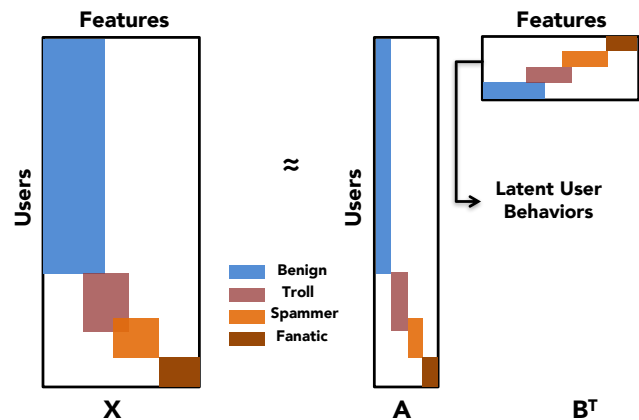 Features
Features
Users
≈
Users
Latent User
Behaviors
Benign
Troll
Spammer
Fanatic
X
A
Bᵀ